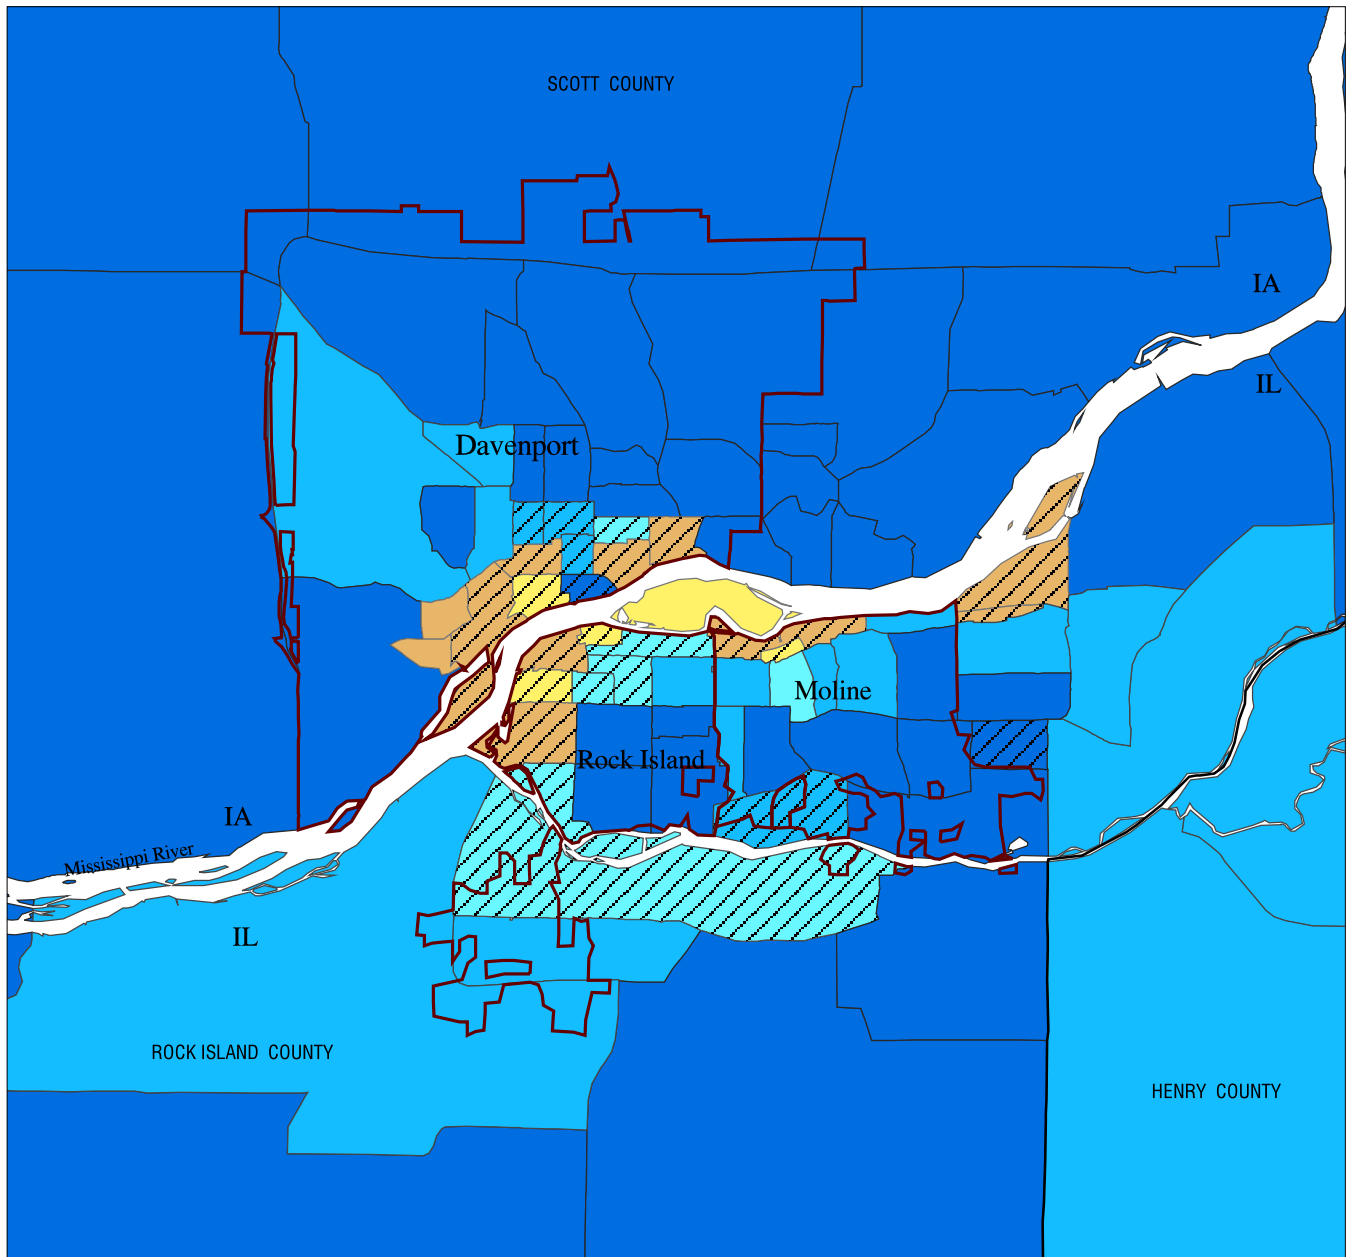 SCOTT COUNTY
IA
IL
Davenport
Moline
Rock Island
IA
Mississippi River
IL
ROCK ISLAND COUNTY
HENRY COUNTY